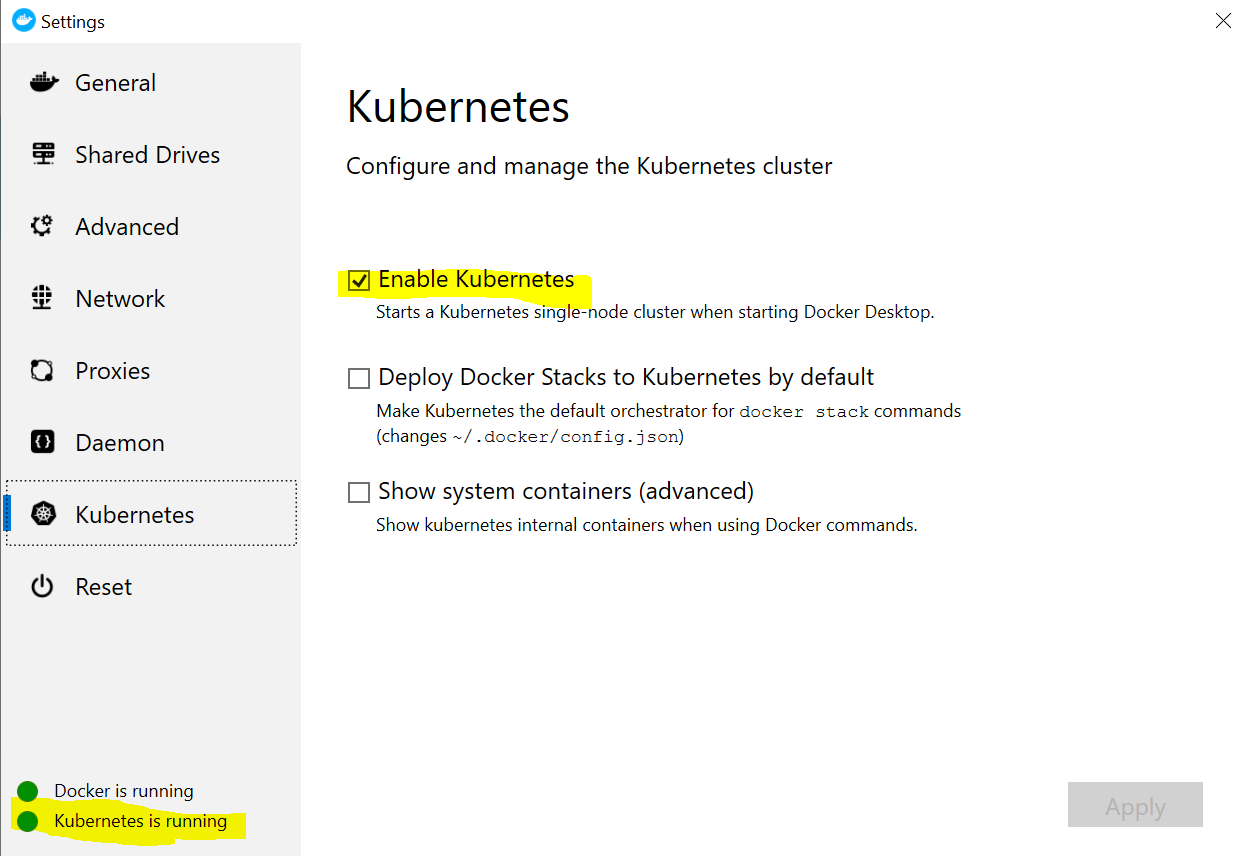 Settings
General
Shared Drives
Advanced
Network
Proxies
Daemon
Kubernetes
Reset
Docker is running
Kubernetes is running
Kubernetes
Configure and manage the Kubernetes cluster
Enable Kubernetes
Starts a Kubernetes single-node cluster when starting Docker Desktop.
Deploy Docker Stacks to Kubernetes by default
Make Kubernetes the default orchestrator for docker stack commands
(changes ~/.docker/config.json)
Show system containers (advanced)
Show kubernetes internal containers when using Docker commands.
Apply